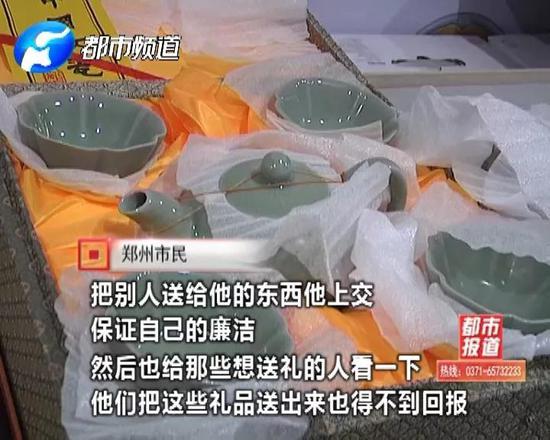 都市频道
郑州市民
把别人送给他的东西他上交
保证自己的廉洁
然后也给那些想送礼的人看一下
他们把这些礼品送出来也得不到回报
都市
报道
热线：0371-65732233